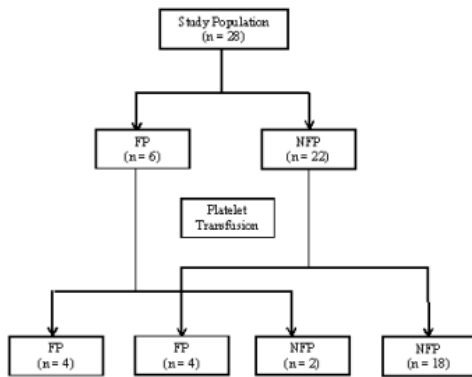 Study Population
(n = 28)
FP
(n = 6)
NFP
(n = 22)
Platelet
Transfusion
FP
(n = 4)
FP
(n = 4)
NFP
(n = 2)
NFP
(n = 18)